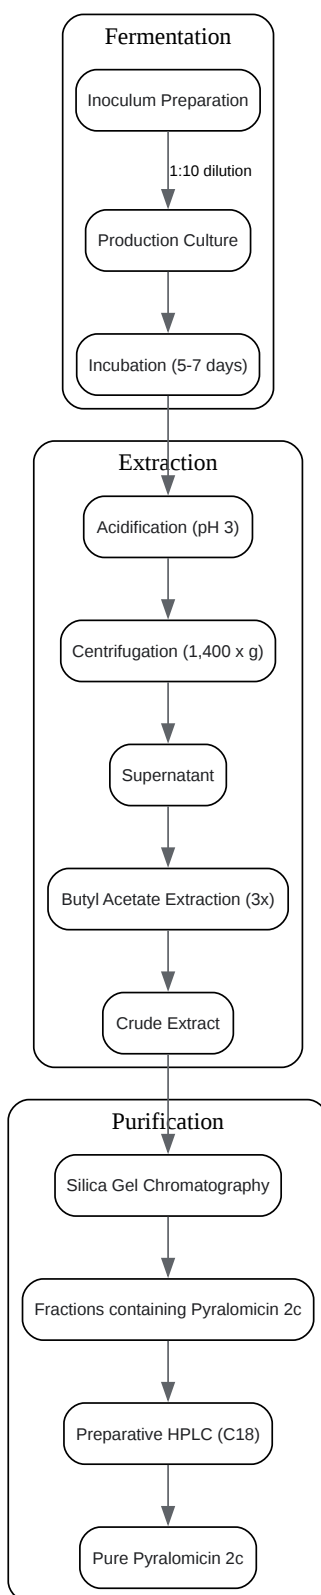 Fermentation
Inoculum Preparation
1:10 dilution
Production Culture
Incubation (5-7 days)
Extraction
Acidification (pH 3)
Centrifugation (1,400 x g)
Supernatant
Butyl Acetate Extraction (3x)
Crude Extract
Purification
Silica Gel Chromatography
Fractions containing Pyralomicin 2c
Preparative HPLC (C18)
Pure Pyralomicin 2c